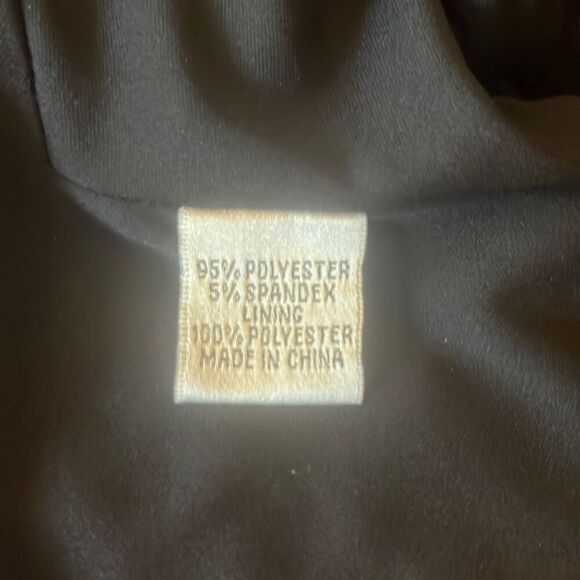 95% POLYESTER
5% SPANDEX
LINING
100% POLYESTER
MADE IN CHINA